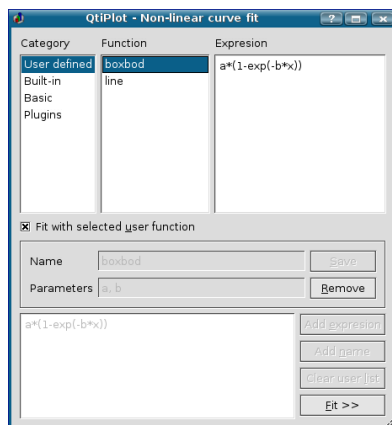 QtiPlot - Non-linear curve fit
Category Function Expresion
User defined boxbod a*(1-exp(-b*x))
Built-in line
Basic
Plugins
Fit with selected user function
Name boxbod Save
Parameters a, b Remove
a*(1-exp(-b*x)) Add expresion
Add name
Clear user list
Fit >>